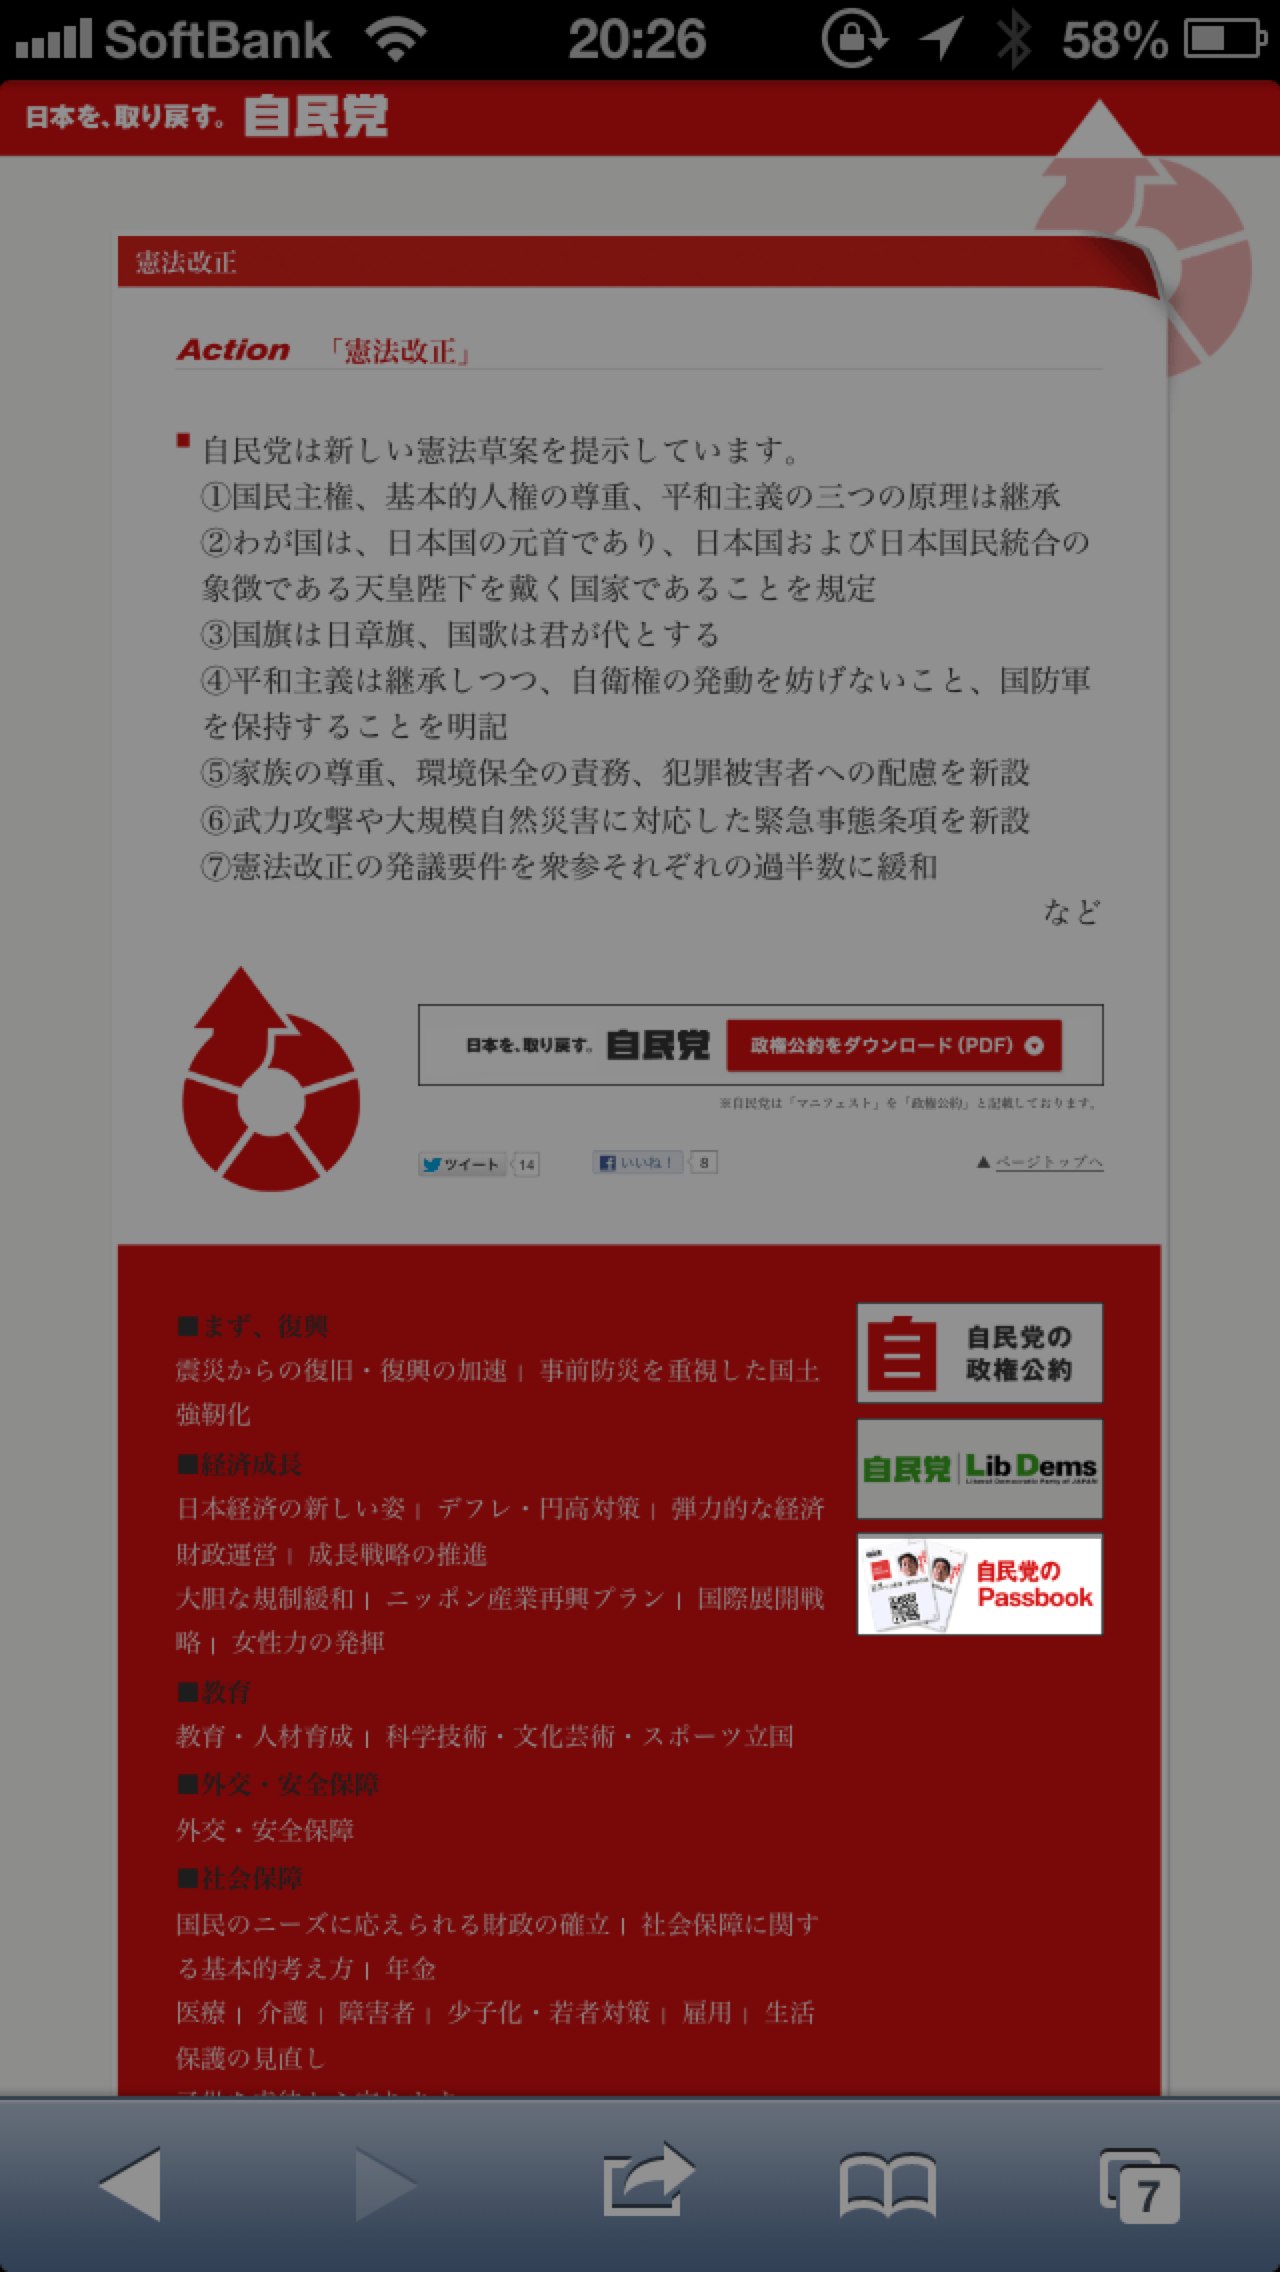 SoftBank 20:26 58%
日本を、取り戻す。 自民党
憲法改正
Action 「憲法改正」
自民党は新しい憲法草案を提示しています。
①国民主権、基本的人権の尊重、平和主義の三つの原理は継承
②わが国は、日本国の元首であり、日本国および日本国民統合の
象徴である天皇陛下を戴く国家であることを規定
③国旗は日章旗、国歌は君が代とする
④平和主義は継承しつつ、自衛権の発動を妨げないこと、国防軍
を保持することを明記
⑤家族の尊重、環境保全の責務、犯罪被害者への配慮を新設
⑥武力攻撃や大規模自然災害に対応した緊急事態条項を新設
⑦憲法改正の発議要件を衆参それぞれの過半数に緩和
など
日本を、取り戻す。 自民党 政権公約をダウンロード(PDF)
※自民党は「マニフェスト」を「政権公約」と記載しております。
ツイート 14 いいね! 8 ▲ページトップへ
■まず、復興
震災からの復旧・復興の加速 | 事前防災を重視した国土
強靭化
■経済成長
日本経済の新しい姿 | デフレ・円高対策 | 弾力的な経済
財政運営 | 成長戦略の推進
大胆な規制緩和 | ニッポン産業再興プラン | 国際展開戦
略 | 女性力の発揮
■教育
教育・人材育成 | 科学技術・文化芸術・スポーツ立国
■外交・安全保障
外交・安全保障
■社会保障
国民のニーズに応えられる財政の確立 | 社会保障に関す
る基本的考え方 | 年金
医療 | 介護 | 障害者 | 少子化・若者対策 | 雇用 | 生活
保護の見直し
自 自民党の
政権公約
自民党 Lib Dems
Liberal Democratic Party of JAPAN
自民党の
Passbook
7